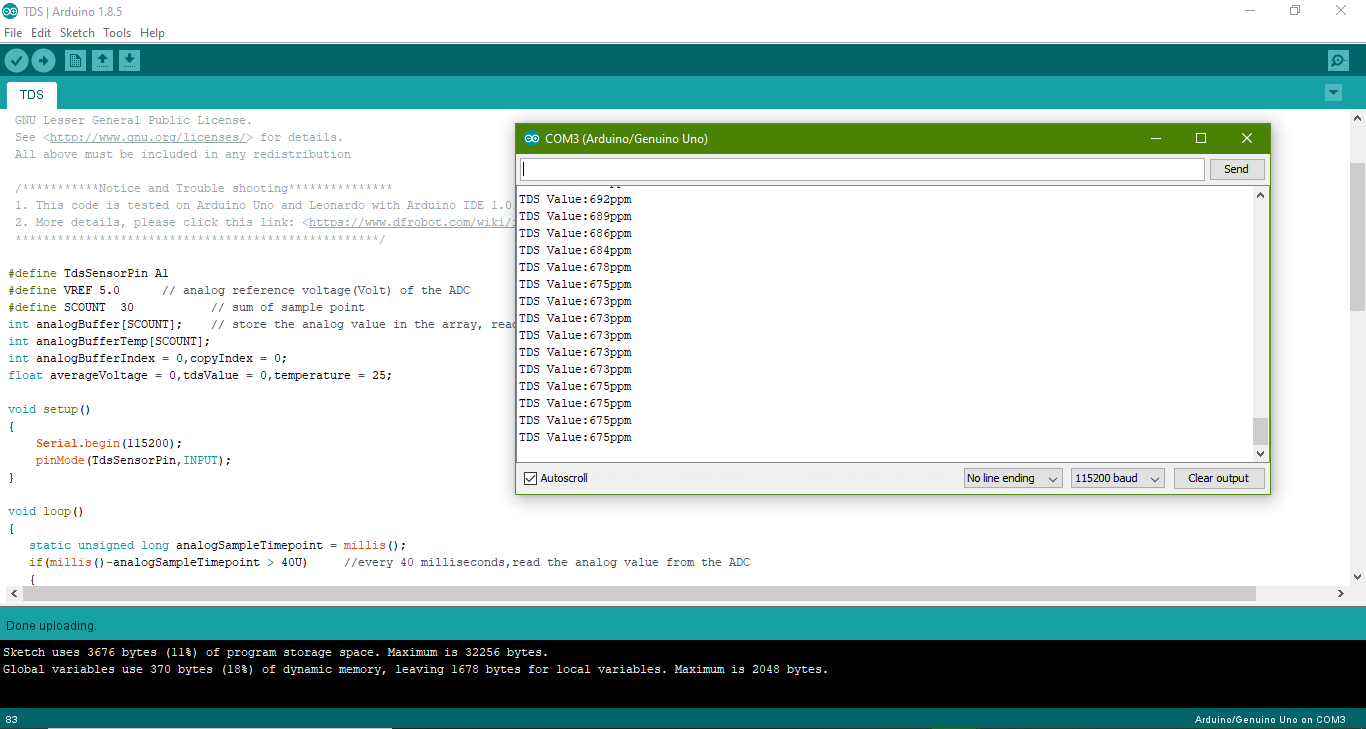 TDS | Arduino 1.8.5
File Edit Sketch Tools Help
TDS
GNU Lesser General Public License.
See <http://www.gnu.org/licenses/> for details.
All above must be included in any redistribution
/***********Notice and Trouble shooting***************
1. This code is tested on Arduino Uno and Leonardo with Arduino IDE 1.0
2. More details, please click this link: <https://www.dfrobot.com/wiki/
****************************************************/
#define TdsSensorPin A1
#define VREF 5.0      // analog reference voltage(Volt) of the ADC
#define SCOUNT  30           // sum of sample point
int analogBuffer[SCOUNT];    // store the analog value in the array, read
int analogBufferTemp[SCOUNT];
int analogBufferIndex = 0,copyIndex = 0;
float averageVoltage = 0,tdsValue = 0,temperature = 25;
void setup()
{
    Serial.begin(115200);
    pinMode(TdsSensorPin,INPUT);
}
void loop()
{
   static unsigned long analogSampleTimepoint = millis();
   if(millis()-analogSampleTimepoint > 40U)     //every 40 milliseconds,read the analog value from the ADC
   {
COM3 (Arduino/Genuino Uno)
Send
TDS Value:692ppm
TDS Value:689ppm
TDS Value:686ppm
TDS Value:684ppm
TDS Value:678ppm
TDS Value:675ppm
TDS Value:673ppm
TDS Value:673ppm
TDS Value:673ppm
TDS Value:673ppm
TDS Value:673ppm
TDS Value:675ppm
TDS Value:675ppm
TDS Value:675ppm
TDS Value:675ppm
Autoscroll No line ending 115200 baud Clear output
Done uploading.
Sketch uses 3676 bytes (11%) of program storage space. Maximum is 32256 bytes.
Global variables use 370 bytes (18%) of dynamic memory, leaving 1678 bytes for local variables. Maximum is 2048 bytes.
83 Arduino/Genuino Uno on COM3